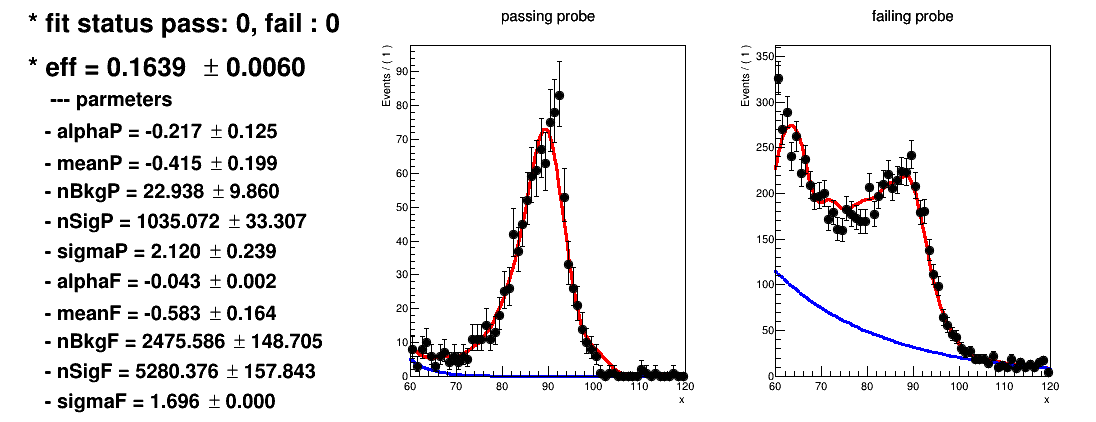 * fit status pass: 0, fail : 0
* eff = 0.1639 ± 0.0060
--- parmeters
- alphaP = -0.217 ± 0.125
- meanP = -0.415 ± 0.199
- nBkgP = 22.938 ± 9.860
- nSigP = 1035.072 ± 33.307
- sigmaP = 2.120 ± 0.239
- alphaF = -0.043 ± 0.002
- meanF = -0.583 ± 0.164
- nBkgF = 2475.586 ± 148.705
- nSigF = 5280.376 ± 157.843
- sigmaF = 1.696 ± 0.000
passing probe
Events / ( 1 )
90
80
70
60
50
40
30
20
10
0
60 70 80 90 100 110 120
x
failing probe
Events / ( 1 )
350
300
250
200
150
100
50
0
60 70 80 90 100 110 120
x